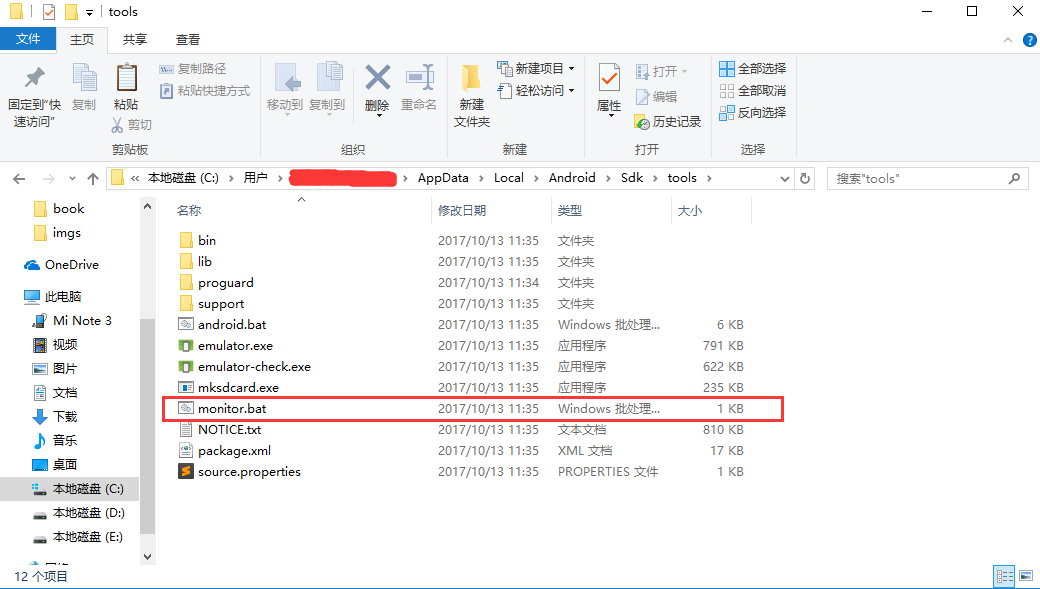 tools
文件 主页 共享 查看
固定到“快速访问”
复制
粘贴
复制路径
粘贴快捷方式
剪切
剪贴板
移动到
复制到
删除
重命名
组织
新建文件夹
新建项目
轻松访问
新建
属性
打开
编辑
历史记录
打开
全部选择
全部取消
反向选择
选择
« 本地磁盘 (C:) › 用户 › › AppData › Local › Android › Sdk › tools ›
搜索"tools"
book
imgs
OneDrive
此电脑
Mi Note 3
视频
图片
文档
下载
音乐
桌面
本地磁盘 (C:)
本地磁盘 (D:)
本地磁盘 (E:)
名称 修改日期 类型 大小
bin 2017/10/13 11:35 文件夹
lib 2017/10/13 11:35 文件夹
proguard 2017/10/13 11:34 文件夹
support 2017/10/13 11:35 文件夹
android.bat 2017/10/13 11:35 Windows 批处理... 6 KB
emulator.exe 2017/10/13 11:35 应用程序 791 KB
emulator-check.exe 2017/10/13 11:35 应用程序 622 KB
mksdcard.exe 2017/10/13 11:35 应用程序 235 KB
monitor.bat 2017/10/13 11:35 Windows 批处理... 1 KB
NOTICE.txt 2017/10/13 11:35 文本文档 810 KB
package.xml 2017/10/13 11:35 XML 文档 17 KB
source.properties 2017/10/13 11:35 PROPERTIES 文件 1 KB
12 个项目